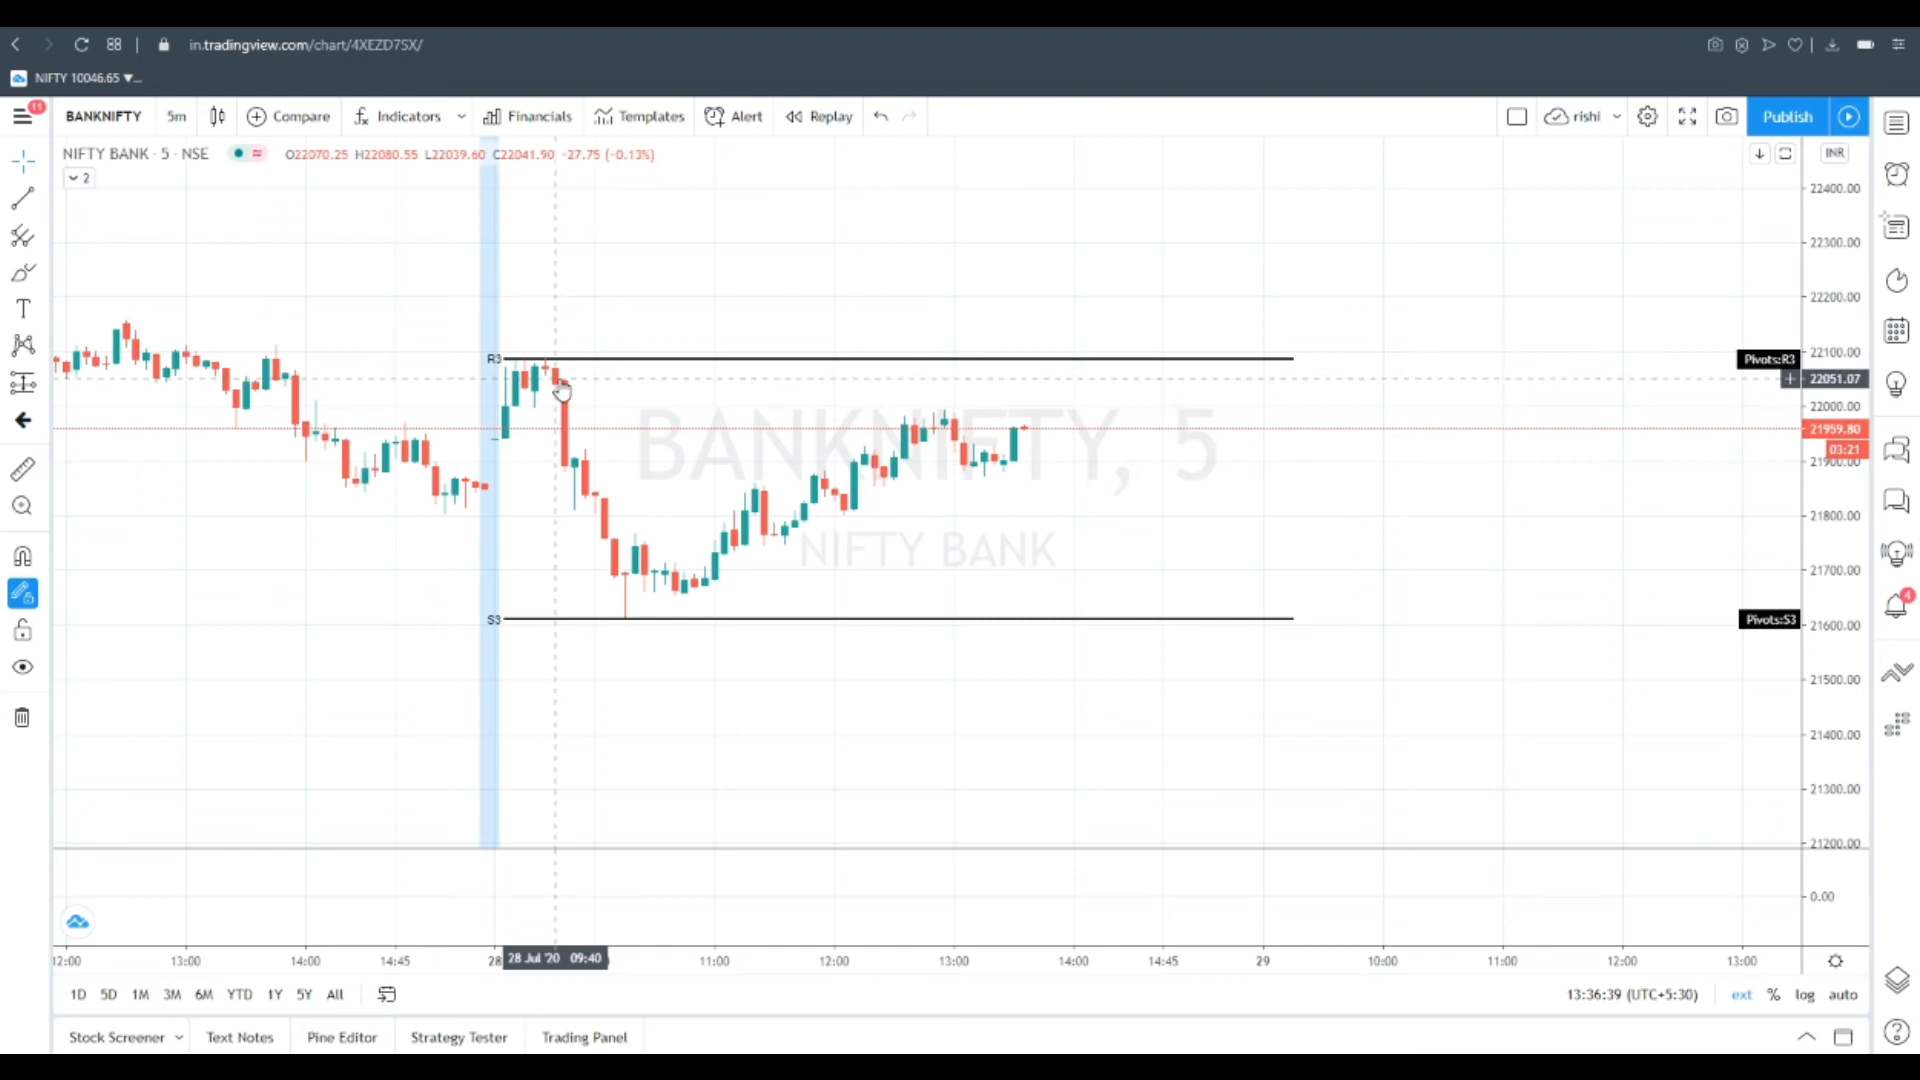 in.tradingview.com/chart/4XEZD7SX/
NIFTY 10046.65 ▼...
11
BANKNIFTY 5m Compare Indicators Financials Templates Alert Replay rishi Publish
NIFTY BANK · 5 · NSE O22070.25 H22080.55 L22039.60 C22041.90 -27.75 (-0.13%)
INR
2
22400.00
22300.00
22200.00
22100.00
R3
Pivots:R3
22051.07
22000.00
21959.80
03:21
21900.00
BANKNIFTY, 5
NIFTY BANK
21800.00
21700.00
4
S3
Pivots:S3
21600.00
21500.00
21400.00
21300.00
21200.00
0.00
12:00 13:00 14:00 14:45 28 28 Jul '20 09:40 11:00 12:00 13:00 14:00 14:45 29 10:00 11:00 12:00 13:00
1D 5D 1M 3M 6M YTD 1Y 5Y All 13:36:39 (UTC+5:30) ext % log auto
Stock Screener Text Notes Pine Editor Strategy Tester Trading Panel